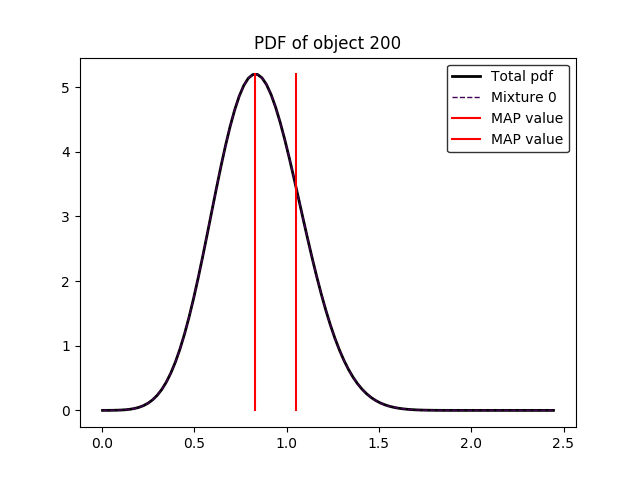 PDF of object 200
Total pdf
Mixture 0
MAP value
MAP value
5
4
3
2
1
0
0.0 0.5 1.0 1.5 2.0 2.5